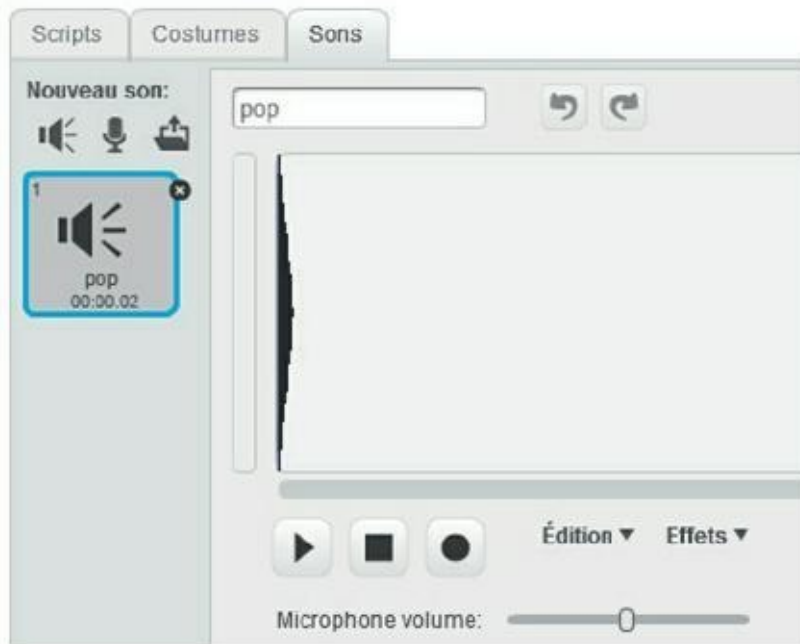 Scripts Costumes Sons
Nouveau son:
pop
1
pop
00:00.02
Édition Effets
Microphone volume: